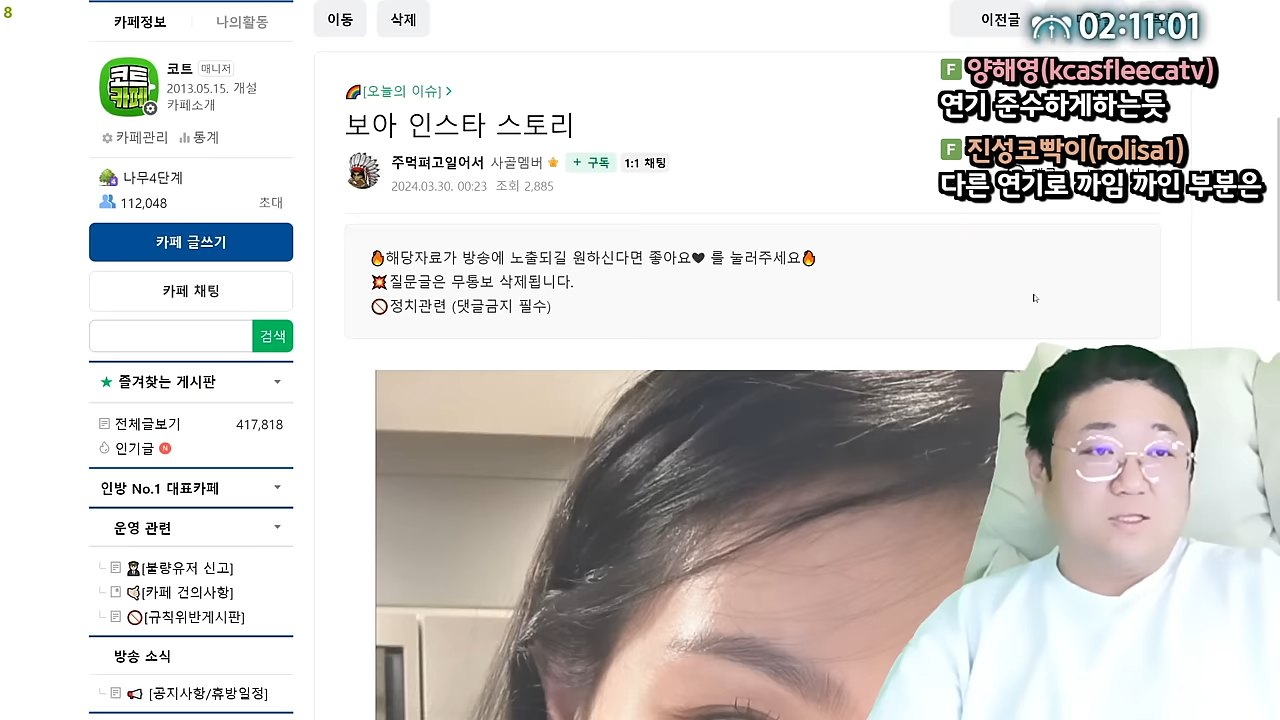 8
카페정보
나의활동
코트 매니저
2013.05.15. 개설
카페소개
카페관리 통계
나무4단계
112,048 초대
카페 글쓰기
카페 채팅
검색
즐겨찾는 게시판
전체글보기 417,818
인기글 N
인방 No.1 대표카페
운영 관련
[불량유저 신고]
[카페 건의사항]
[규칙위반게시판]
방송 소식
[공지사항/휴방일정]
이동 삭제
이전글
[오늘의 이슈] >
보아 인스타 스토리
주먹펴고일어서 사골멤버 + 구독 1:1 채팅
2024.03.30. 00:23 조회 2,885
해당자료가 방송에 노출되길 원하신다면 좋아요🖤 를 눌러주세요
질문글은 무통보 삭제됩니다.
정치관련 (댓글금지 필수)
02:11:01
F 양해영(kcasfleecatv)
연기 준수하게하는듯
F 진성코빡이(rolisa1)
다른 연기로 까임 까인 부분은